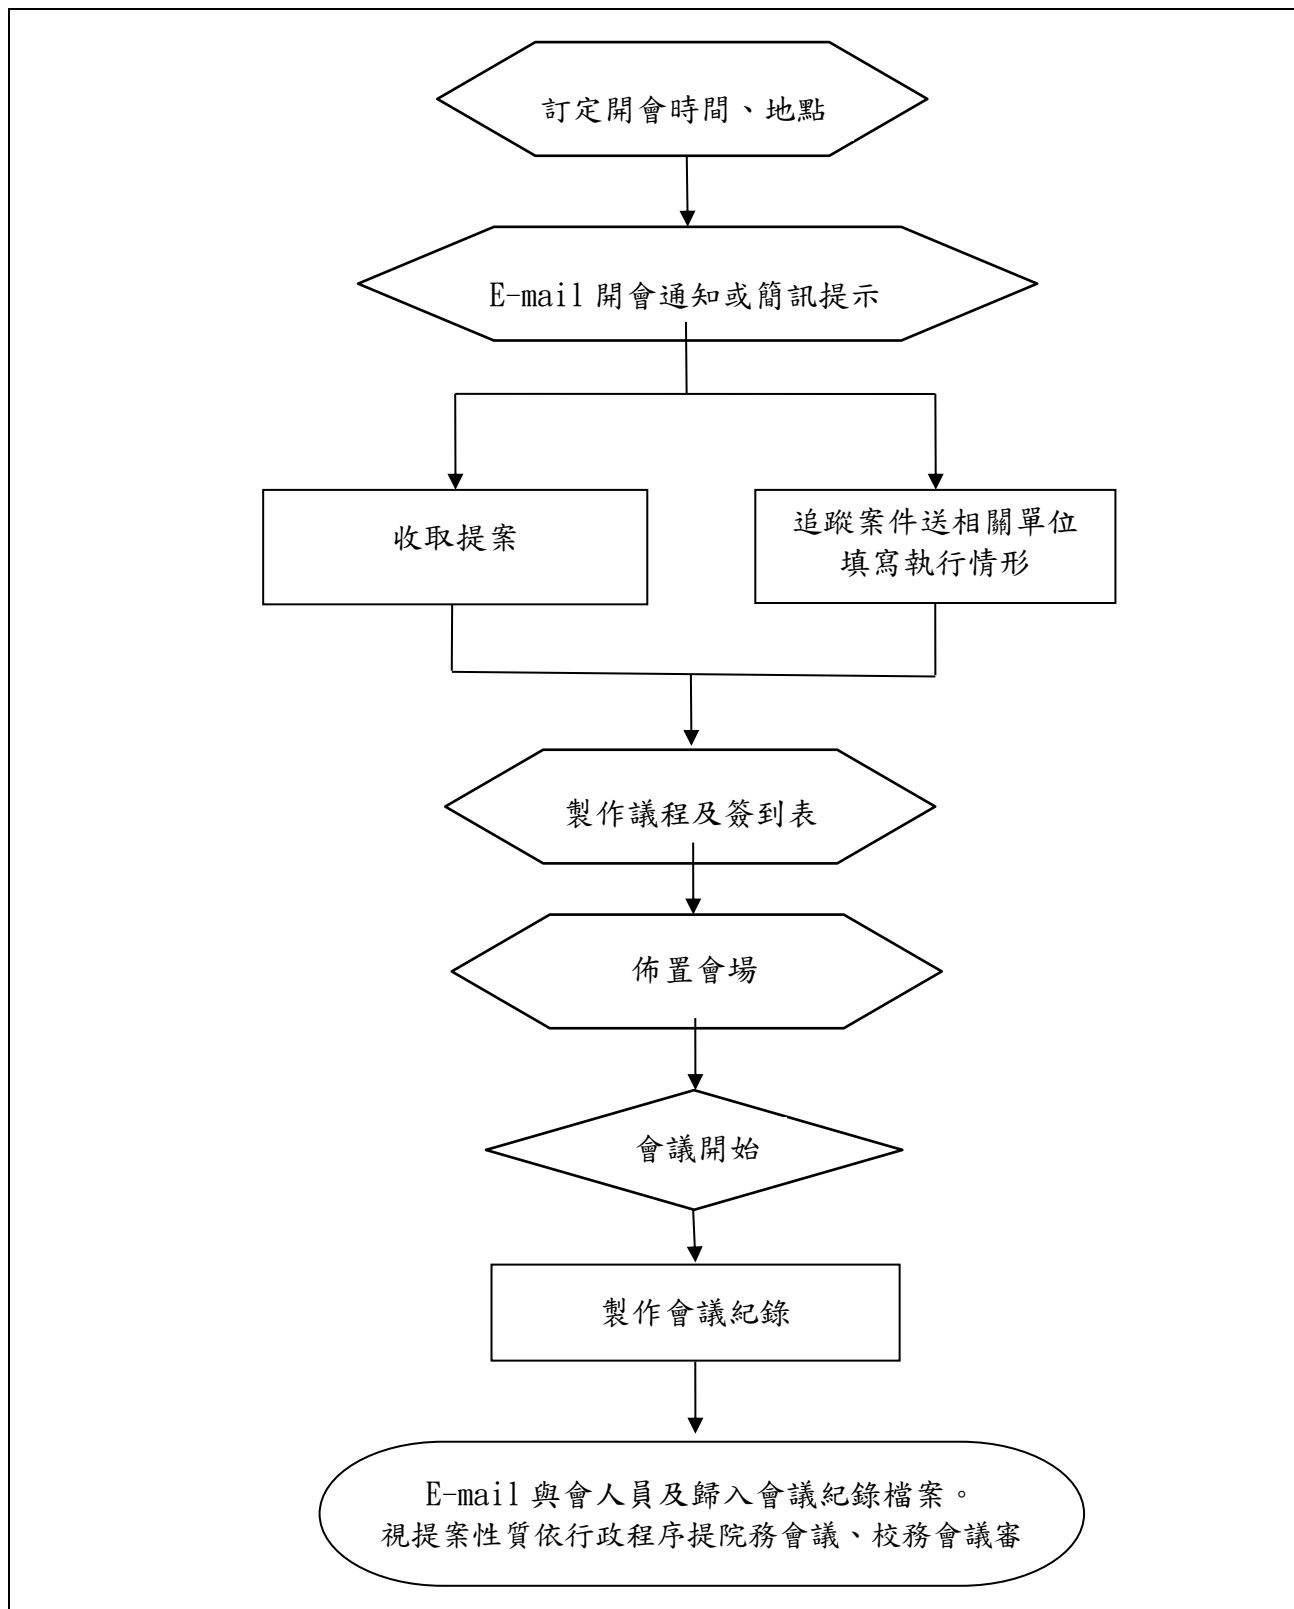 訂定開會時間、地點
E-mail 開會通知或簡訊提示
收取提案
追蹤案件送相關單位
填寫執行情形
製作議程及簽到表
佈置會場
會議開始
製作會議紀錄
E-mail 與會人員及歸入會議紀錄檔案。
視提案性質依行政程序提院務會議、校務會議審